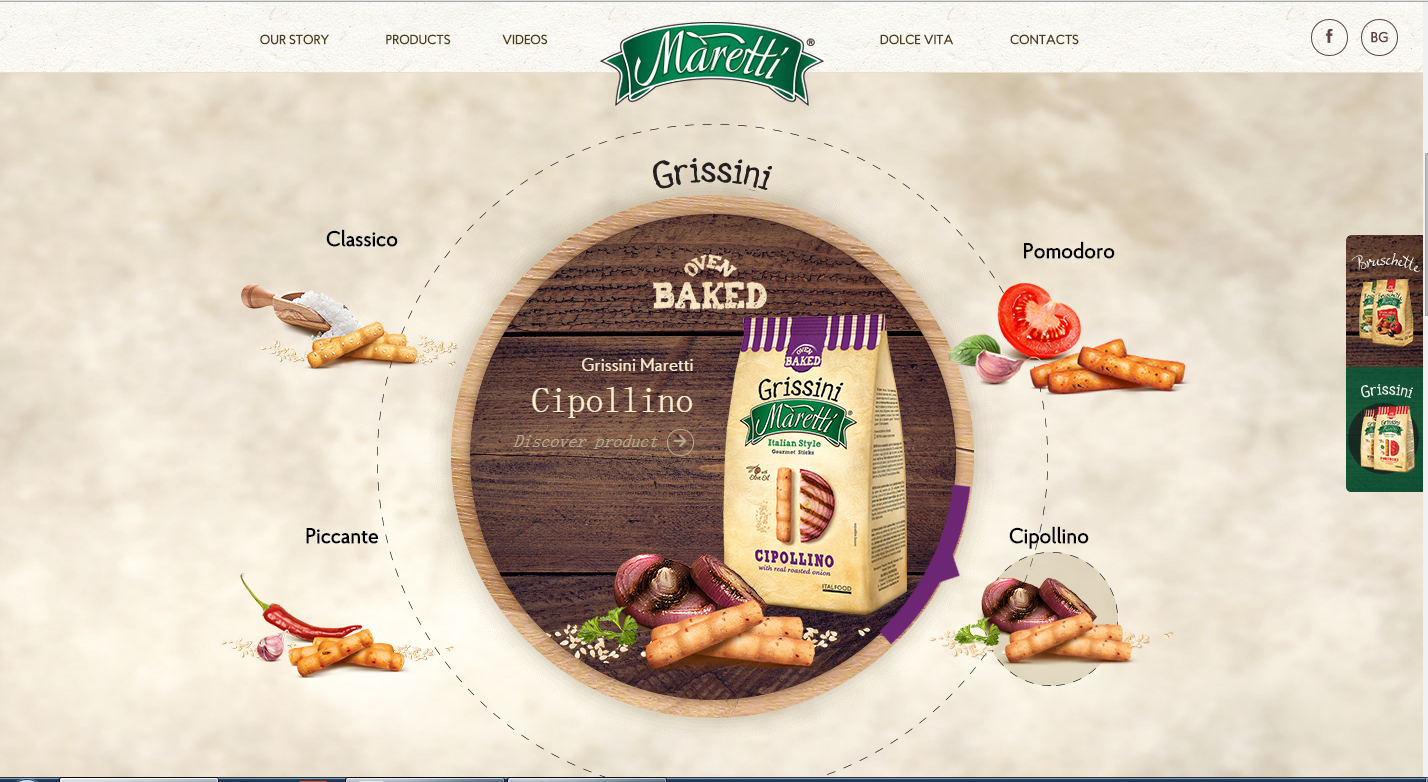 OUR STORY
PRODUCTS
VIDEOS
Maretti®
DOLCE VITA
CONTACTS
f
BG
Grissini
Classico
Pomodoro
OVEN
BAKED
Grissini Maretti
Cipollino
Discover product
OVEN
BAKED
Grissini
Maretti®
Italian Style
Gourmet Sticks
with
Olive Oil
CIPOLLINO
with real roasted onion
ITALFOOD
Piccante
Cipollino
Bruschette
Grissini